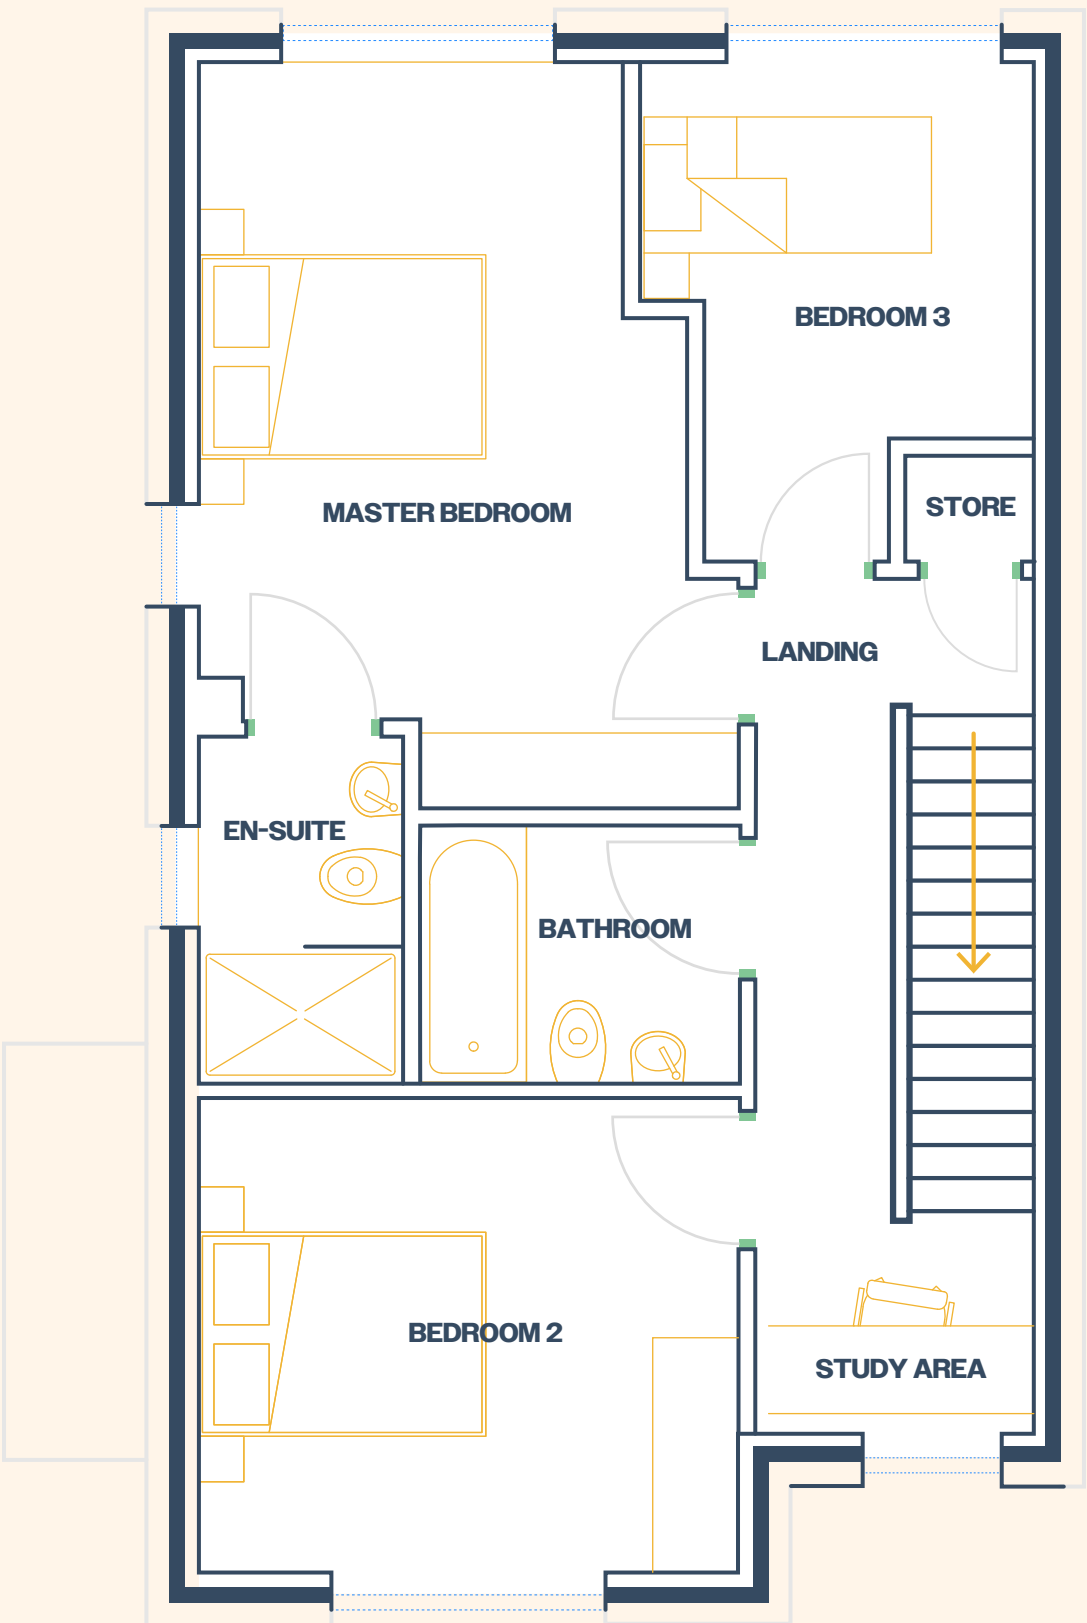 BEDROOM 3
STORE
MASTER BEDROOM
LANDING
EN-SUITE
BATHROOM
BEDROOM 2
STUDY AREA